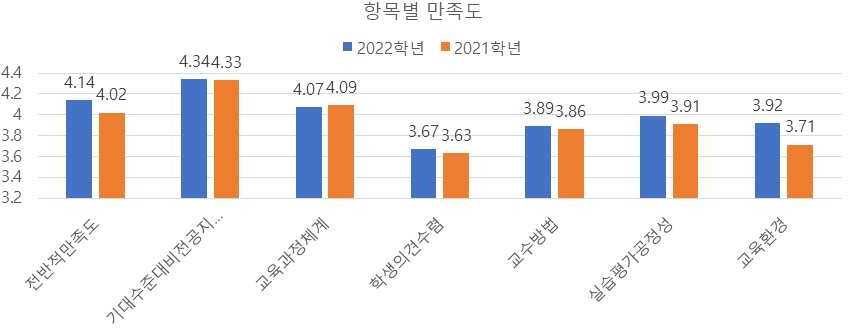 항목별 만족도
2022학년 2021학년
4.4
4.2
4
3.8
3.6
3.4
3.2
4.14 4.02 4.34 4.33 4.07 4.09 3.67 3.63 3.89 3.86 3.99 3.91 3.92 3.71
전반적만족도
기대수준대비전공지...
교육과정체계
학생의견수렴
교수방법
실습평가공정성
교육환경